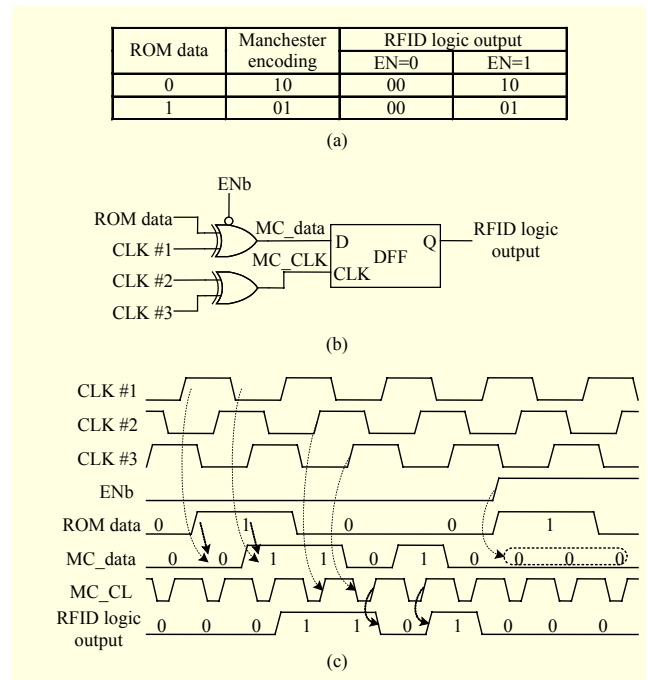 ROM data Manchester encoding RFID logic output
EN=0 EN=1
0 10 00 10
1 01 00 01
(a)
ENb
ROM data
MC_data
RFID logic output
CLK #1
D Q
DFF
MC_CLK
CLK
CLK #2
CLK #3
(b)
CLK #1
CLK #2
CLK #3
ENb
ROM data 0 1 0 0 1
MC_data 0 0 1 1 0 1 0 0 0 0
MC_CL
RFID logic output 0 0 0 1 1 0 1 0 0 0
(c)